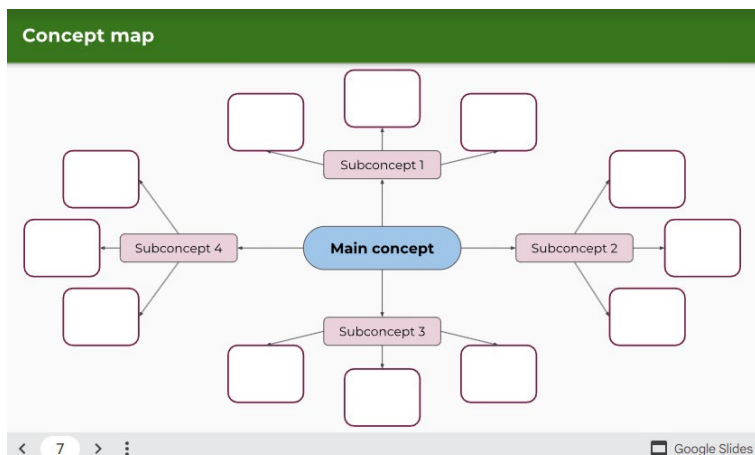 Concept map
Subconcept 1
Subconcept 4
Main concept
Subconcept 2
Subconcept 3
7
Google Slides